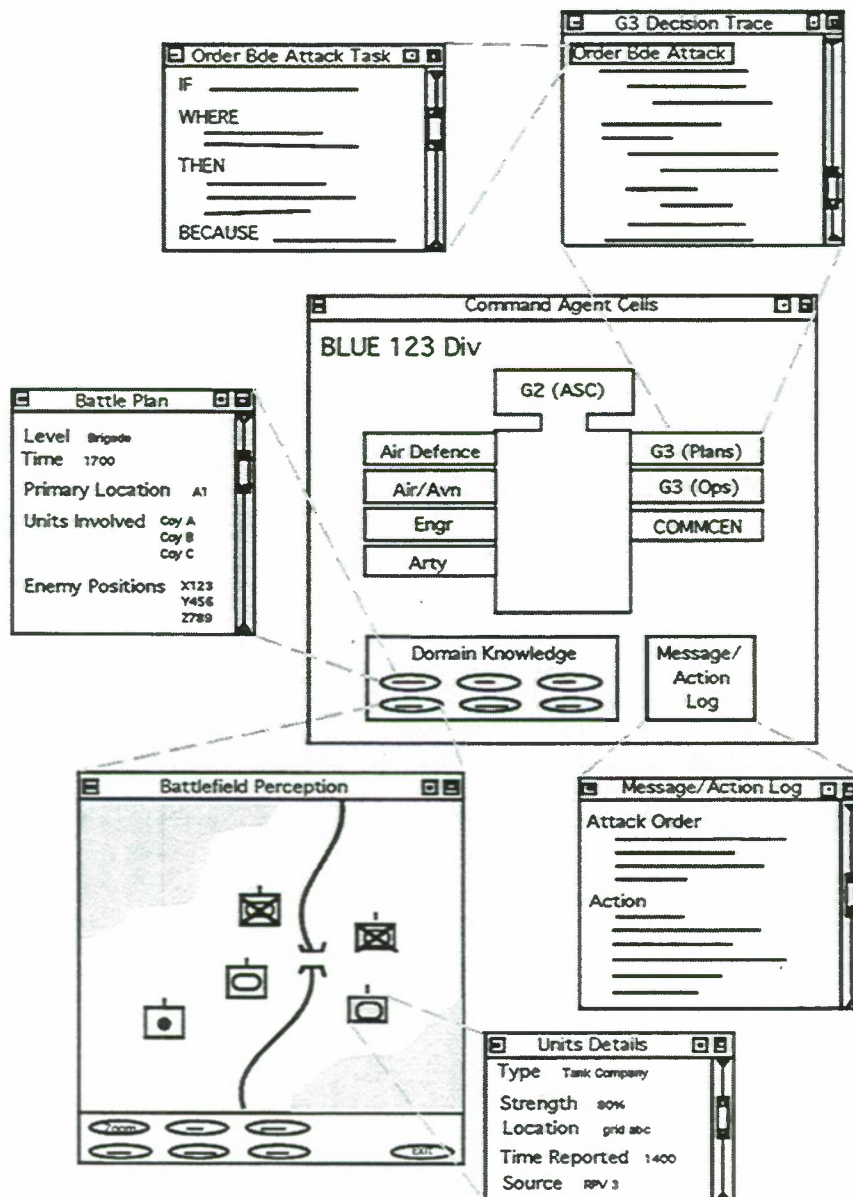 G3 Decision Trace
Order Bde Attack
Order Bde Attack Task
IF
WHERE
THEN
BECAUSE
Command Agent Cells
BLUE 123 Div
G2 (ASC)
Air Defence
Air/Avn
Engr
Arty
G3 (Plans)
G3 (Ops)
COMMCEN
Domain Knowledge
Message/
Action
Log
Battle Plan
Level Brigade
Time 1700
Primary Location A1
Units Involved Coy A
Coy B
Coy C
Enemy Positions X123
Y456
Z789
Battlefield Perception
Zoom
EXIT
Message/Action Log
Attack Order
Action
Units Details
Type Tank Company
Strength 80%
Location grid abc
Time Reported 1400
Source RPV 3